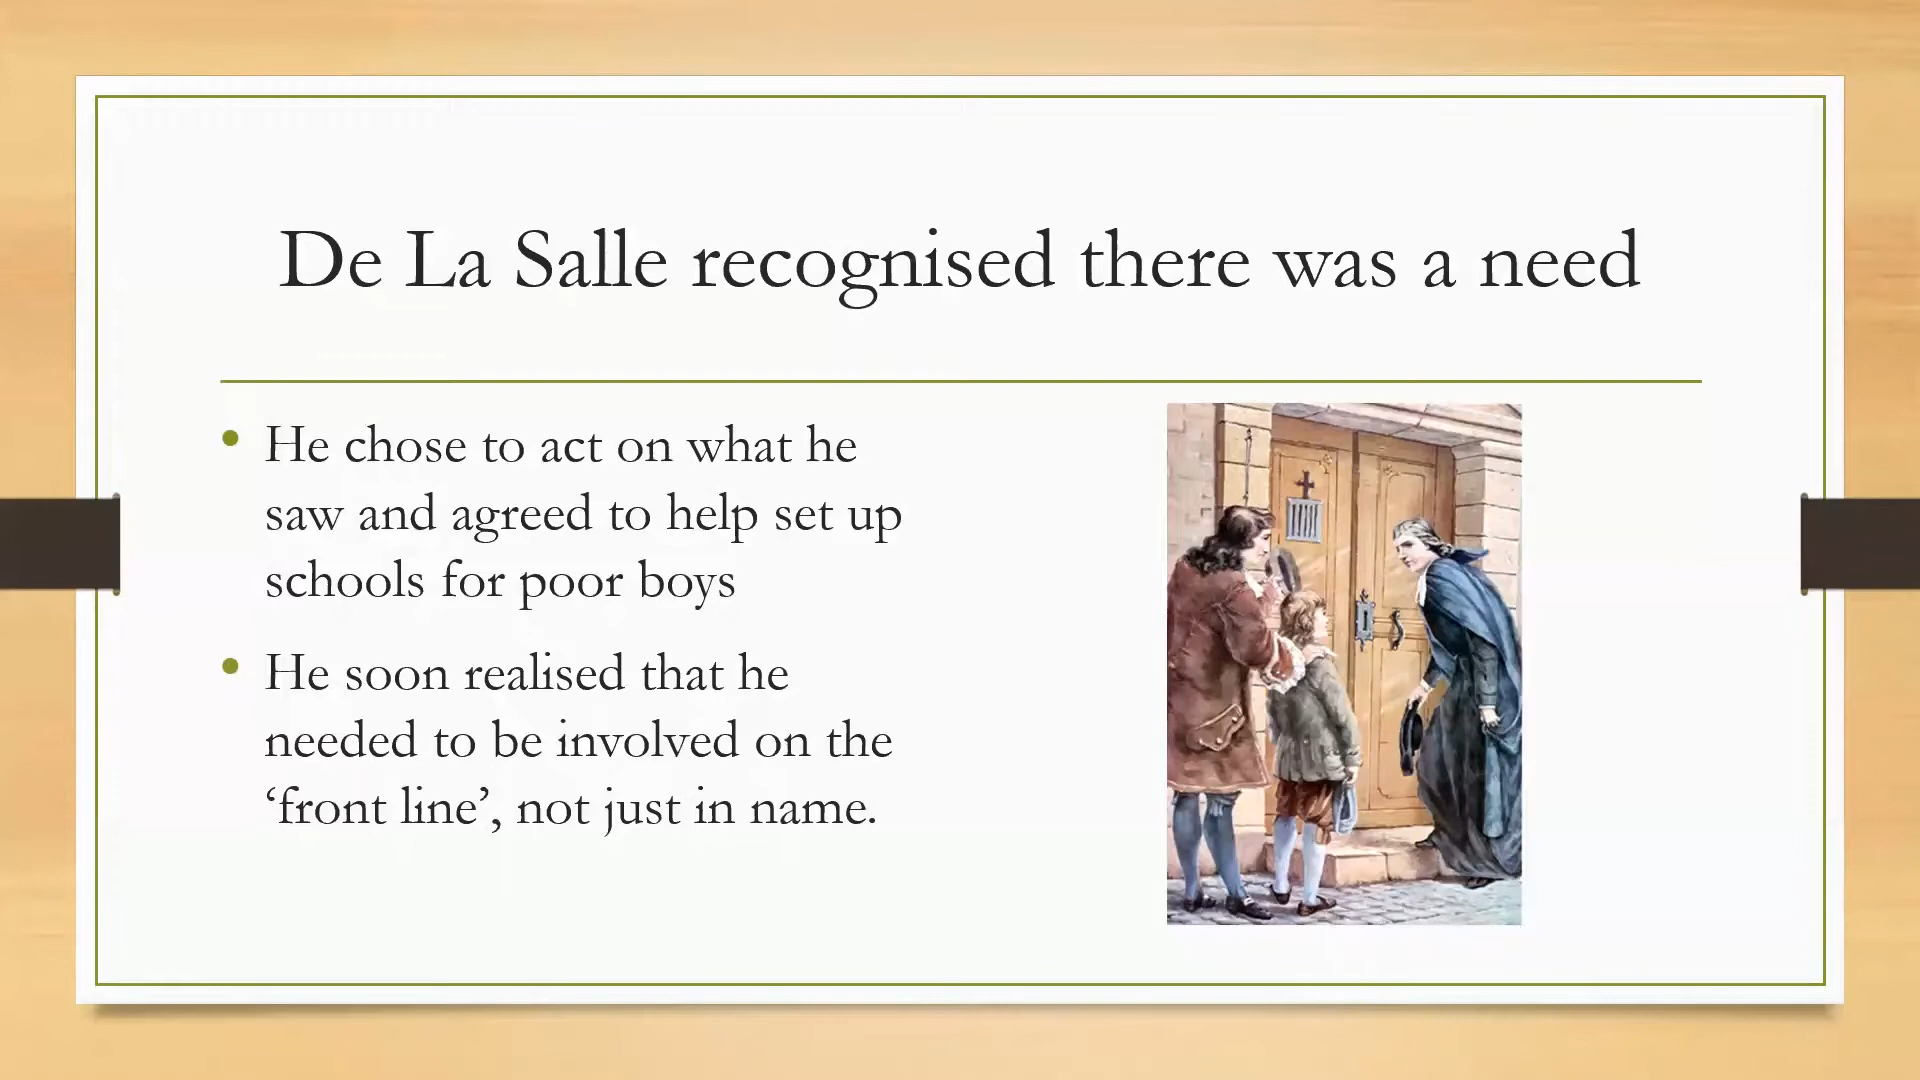 De La Salle recognised there was a need
• He chose to act on what he
saw and agreed to help set up
schools for poor boys
• He soon realised that he
needed to be involved on the
‘front line’, not just in name.